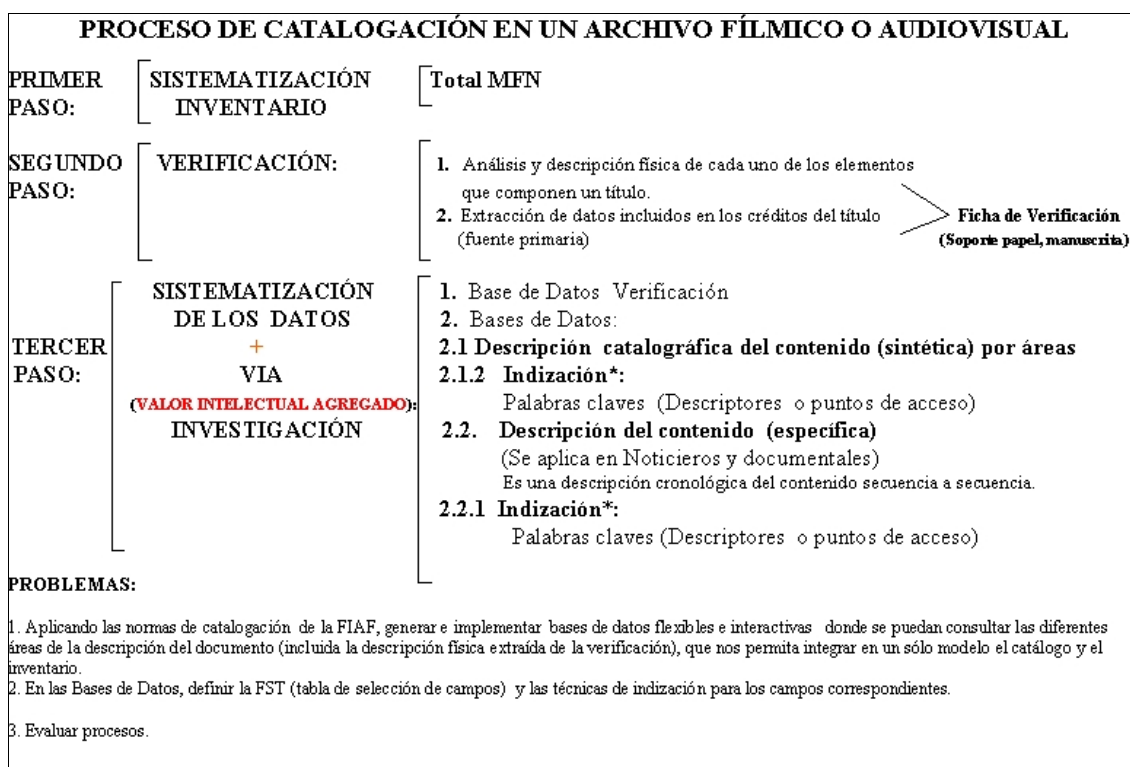 PROCESO DE CATALOGACIÓN EN UN ARCHIVO FÍLMICO O AUDIOVISUAL
PRIMER PASO:
SISTEMATIZACIÓN
INVENTARIO
Total MFN
SEGUNDO PASO:
VERIFICACIÓN:
1. Análisis y descripción física de cada uno de los elementos
que componen un título.
2. Extracción de datos incluidos en los créditos del título
(fuente primaria)
Ficha de Verificación
(Soporte papel, manuscrita)
TERCER PASO:
SISTEMATIZACIÓN
DE LOS DATOS
+
VIA
(VALOR INTELECTUAL AGREGADO):
INVESTIGACIÓN
1. Base de Datos Verificación
2. Bases de Datos:
2.1 Descripción catalográfica del contenido (sintética) por áreas
2.1.2 Indización*:
Palabras claves (Descriptores o puntos de acceso)
2.2. Descripción del contenido (específica)
(Se aplica en Noticieros y documentales)
Es una descripción cronológica del contenido secuencia a secuencia.
2.2.1 Indización*:
Palabras claves (Descriptores o puntos de acceso)
PROBLEMAS:
1. Aplicando las normas de catalogación de la FIAF, generar e implementar bases de datos flexibles e interactivas donde se puedan consultar las diferentes
áreas de la descripción del documento (incluida la descripción física extraída de la verificación), que nos permita integrar en un sólo modelo el catálogo y el
inventario.
2. En las Bases de Datos, definir la FST (tabla de selección de campos) y las técnicas de indización para los campos correspondientes.
3. Evaluar procesos.